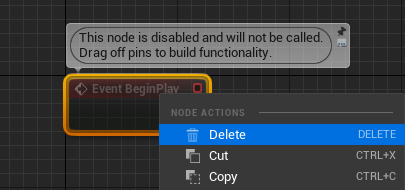 This node is disabled and will not be called.
Drag off pins to build functionality.
Event BeginPlay
NODE ACTIONS
Delete DELETE
Cut CTRL+X
Copy CTRL+C